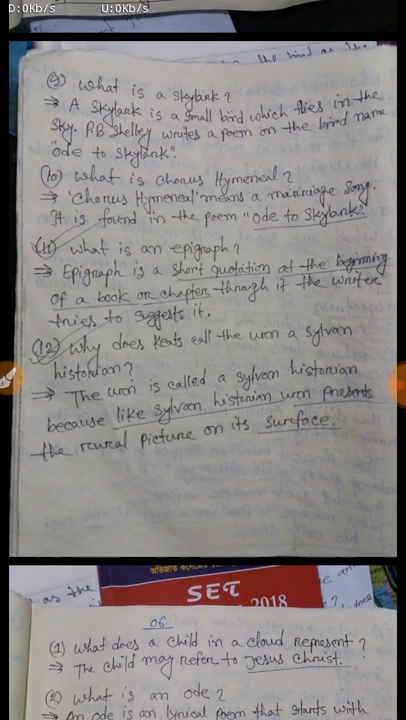 D:0Kb/s U:0Kb/s
the bird as the
(9) What is a skylark?
⇒ A Skylark is a small bird which flies in the
sky. P.B Shelley writes a poem on the bird name
"Ode to Skylark".
(10) What is Chorus Hymeneal?
⇒ 'Chorus Hymeneal' means a marriage song.
It is found in the poem "Ode to Skylark".
(11) What is an epigraph?
⇒ Epigraph is a short quotation at the beginning
of a book or chapter through it the writer
tries to suggests it.
(12) Why does Keats call the urn a sylvan
historian?
⇒ The urn is called a sylvan historian
because like sylvan historian urn presents
the rural picture on its surface.
as the
SET
2018
06
(1) What does a child in a cloud represent?
⇒ The child may refer to Jesus Christ.
(2) What is an ode?
⇒ An ode is an lyrical poem that starts with